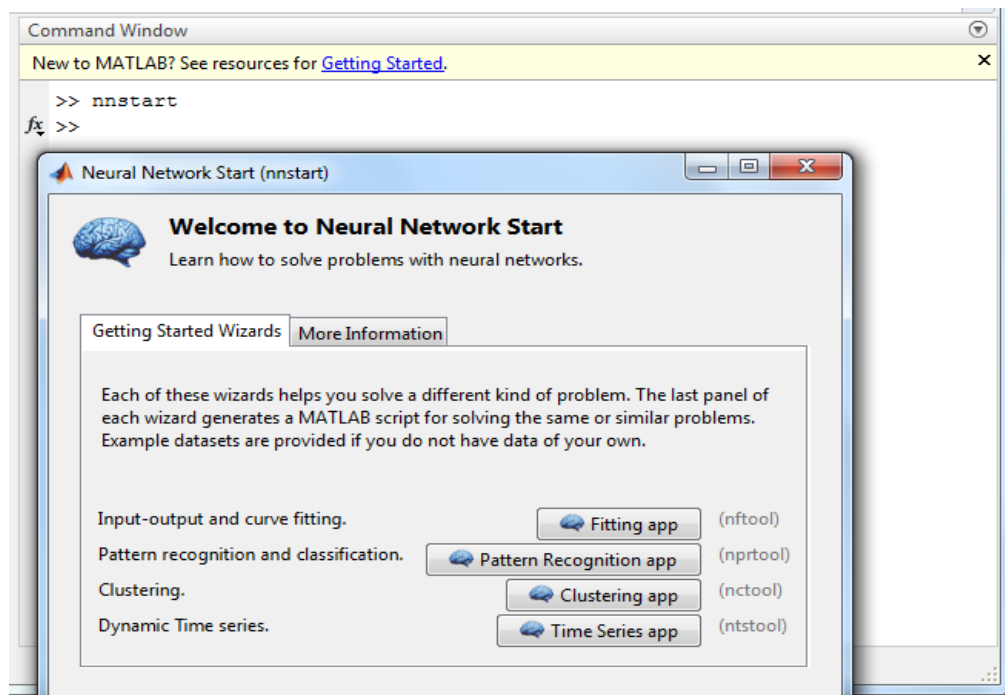 Command Window
New to MATLAB? See resources for Getting Started.
>> nnstart
fx >>
Neural Network Start (nnstart)
Welcome to Neural Network Start
Learn how to solve problems with neural networks.
Getting Started Wizards More Information
Each of these wizards helps you solve a different kind of problem. The last panel of
each wizard generates a MATLAB script for solving the same or similar problems.
Example datasets are provided if you do not have data of your own.
Input-output and curve fitting. Fitting app (nftool)
Pattern recognition and classification. Pattern Recognition app (nprtool)
Clustering. Clustering app (nctool)
Dynamic Time series. Time Series app (ntstool)